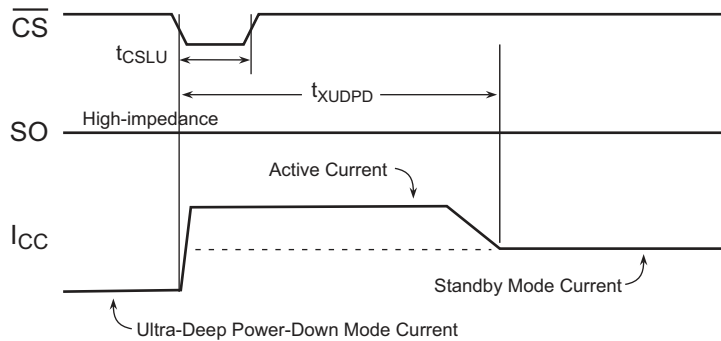 CS
tCSLU
tXUDPD
High-impedance
SO
Active Current
ICC
Standby Mode Current
Ultra-Deep Power-Down Mode Current